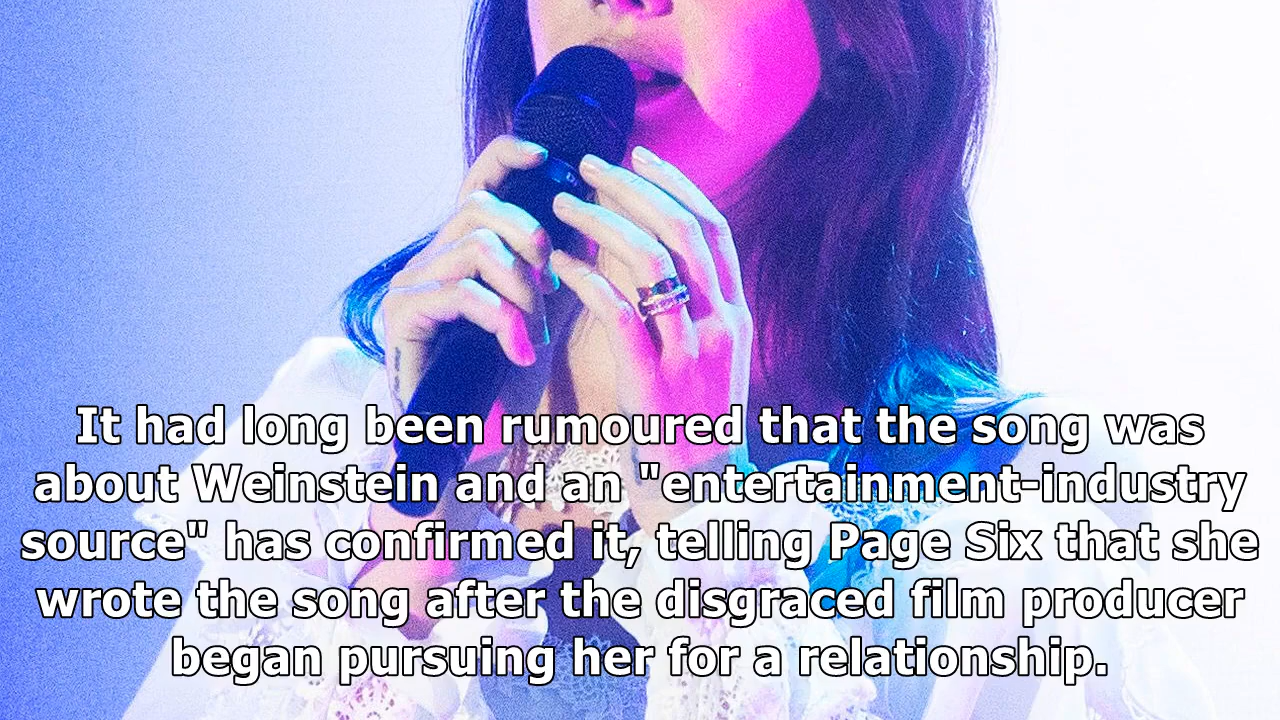 It had long been rumoured that the song was
about Weinstein and an "entertainment-industry
source" has confirmed it, telling Page Six that she
wrote the song after the disgraced film producer
began pursuing her for a relationship.